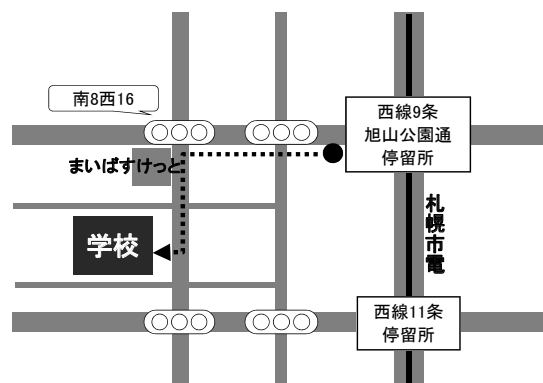 南8西16
西線9条
旭山公園通
停留所
まいばすけっと
札幌市電
学校
西線11条
停留所